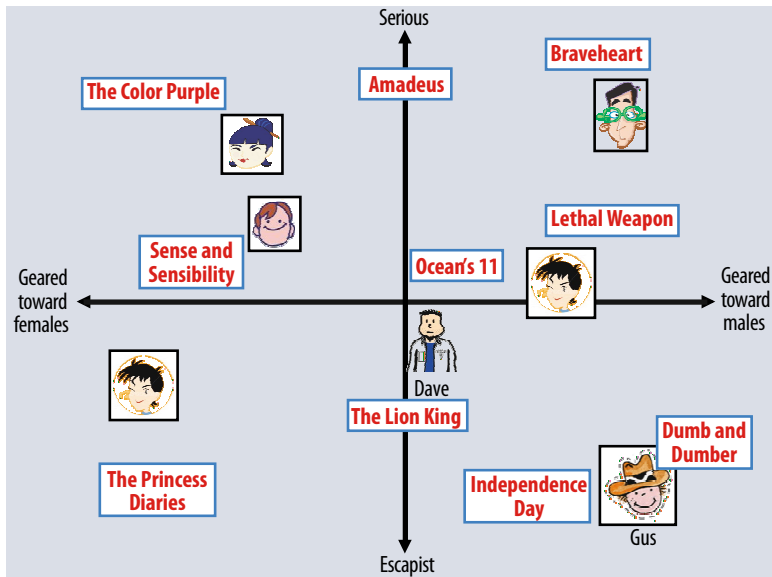 Serious
Braveheart
The Color Purple
Amadeus
Lethal Weapon
Sense and
Sensibility
Ocean's 11
Geared
toward
females
Geared
toward
males
Dave
The Lion King
Dumb and
Dumber
The Princess
Diaries
Independence
Day
Gus
Escapist